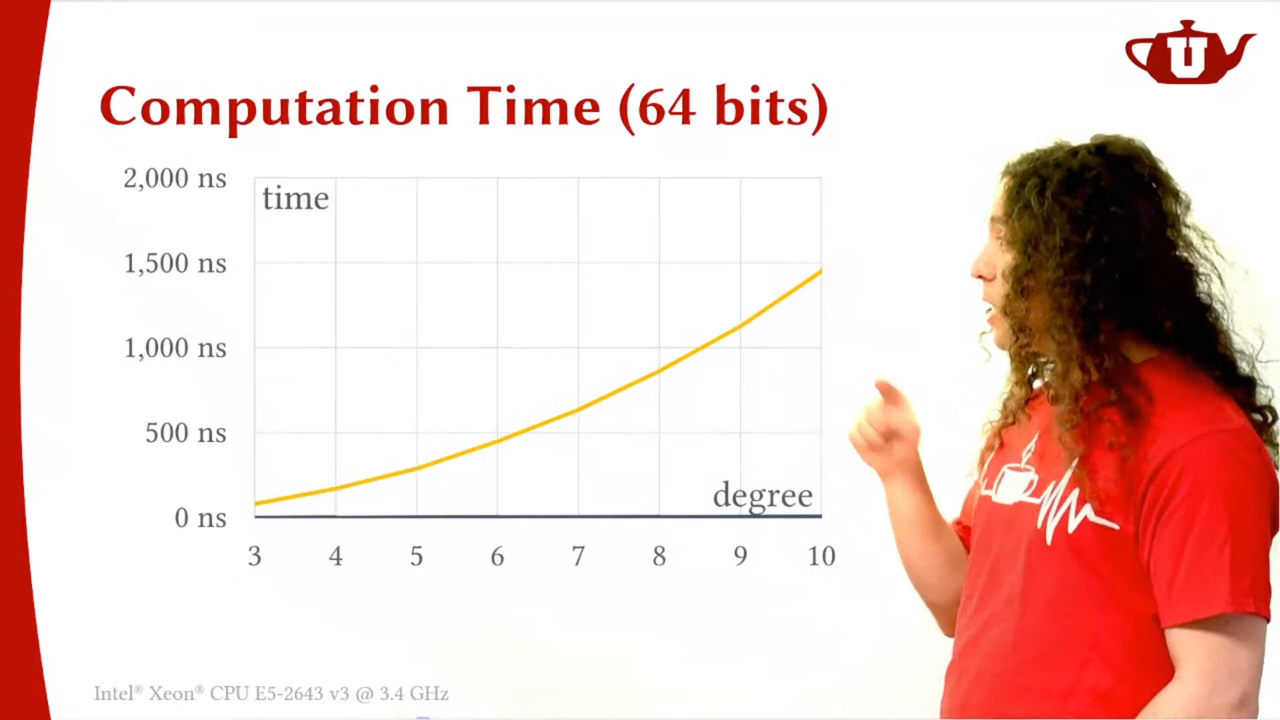 U
Computation Time (64 bits)
2,000 ns
time
1,500 ns
1,000 ns
500 ns
degree
0 ns
3 4 5 6 7 8 9 10
Intel® Xeon® CPU E5-2643 v3 @ 3.4 GHz